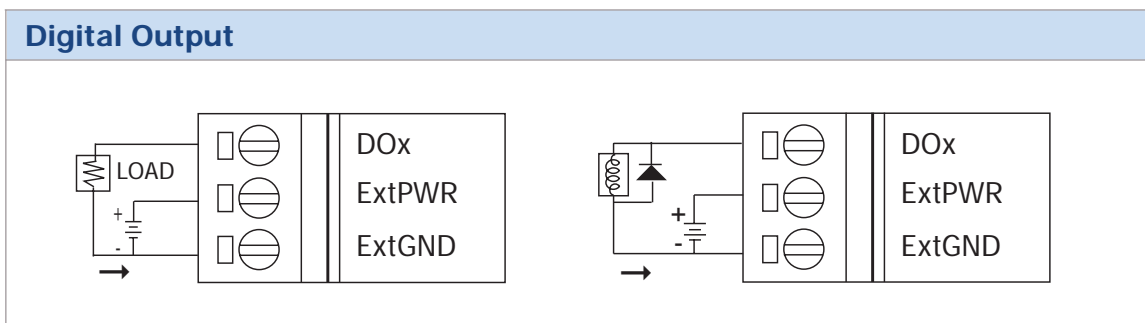 Digital Output
DOx
LOAD
ExtPWR
+
-
ExtGND
DOx
ExtPWR
+
-
ExtGND